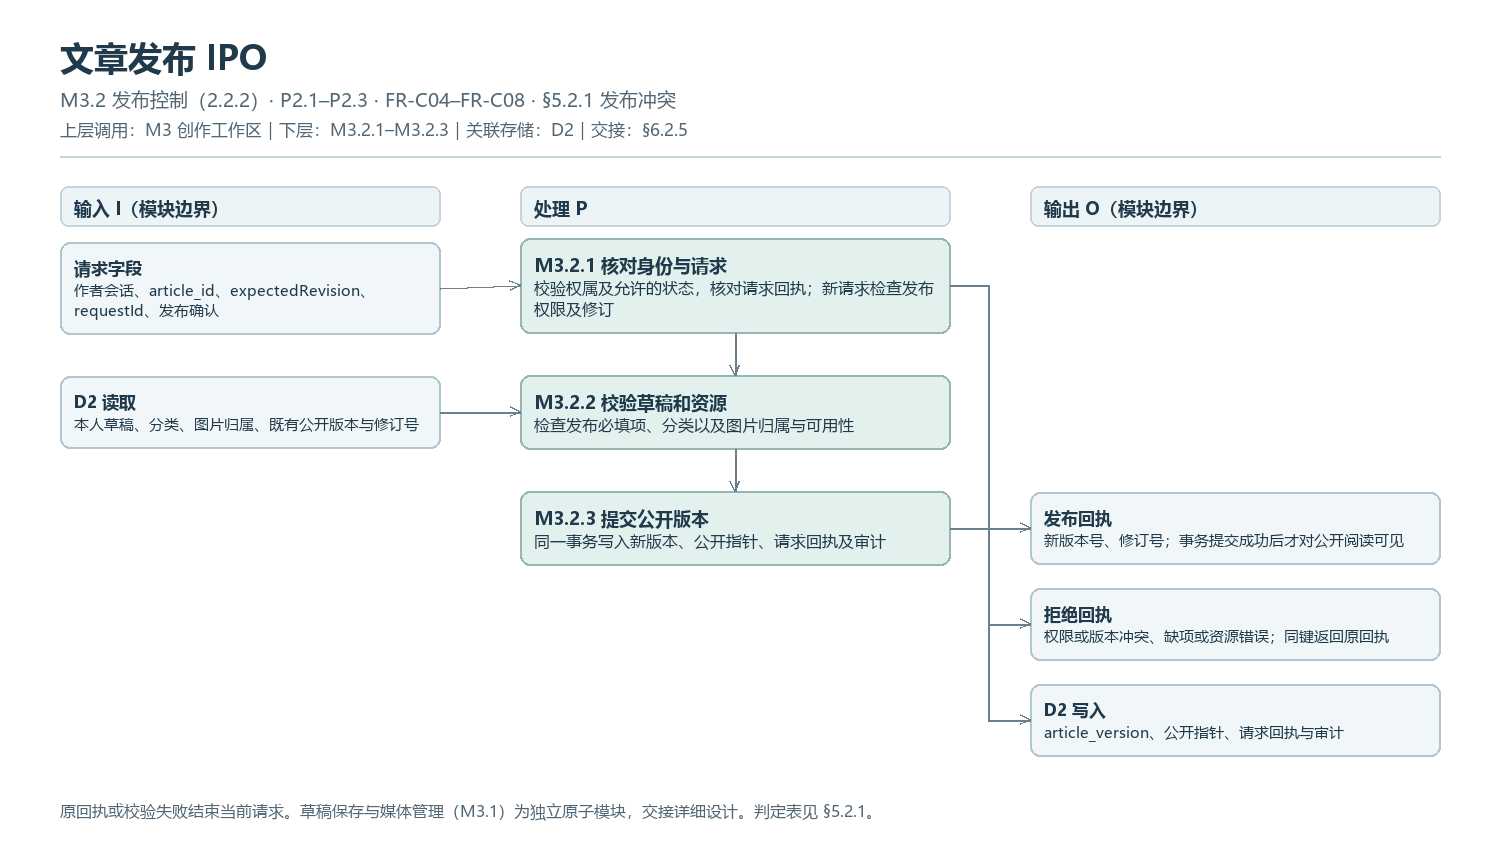 文章发布 IPO
M3.2 发布控制（2.2.2）· P2.1–P2.3 · FR-C04–FR-C08 · §5.2.1 发布冲突
上层调用：M3 创作工作区 | 下层：M3.2.1–M3.2.3 | 关联存储：D2 | 交接：§6.2.5
输入 I（模块边界）
请求字段
作者会话、article_id、expectedRevision、
requestId、发布确认
D2 读取
本人草稿、分类、图片归属、既有公开版本与修订号
处理 P
M3.2.1 核对身份与请求
校验权属及允许的状态，核对请求回执；新请求检查发布
权限及修订
M3.2.2 校验草稿和资源
检查发布必填项、分类以及图片归属与可用性
M3.2.3 提交公开版本
同一事务写入新版本、公开指针、请求回执及审计
输出 O（模块边界）
发布回执
新版本号、修订号；事务提交成功后才对公开阅读可见
拒绝回执
权限或版本冲突、缺项或资源错误；同键返回原回执
D2 写入
article_version、公开指针、请求回执与审计
原回执或校验失败结束当前请求。草稿保存与媒体管理（M3.1）为独立原子模块，交接详细设计。判定表见 §5.2.1。